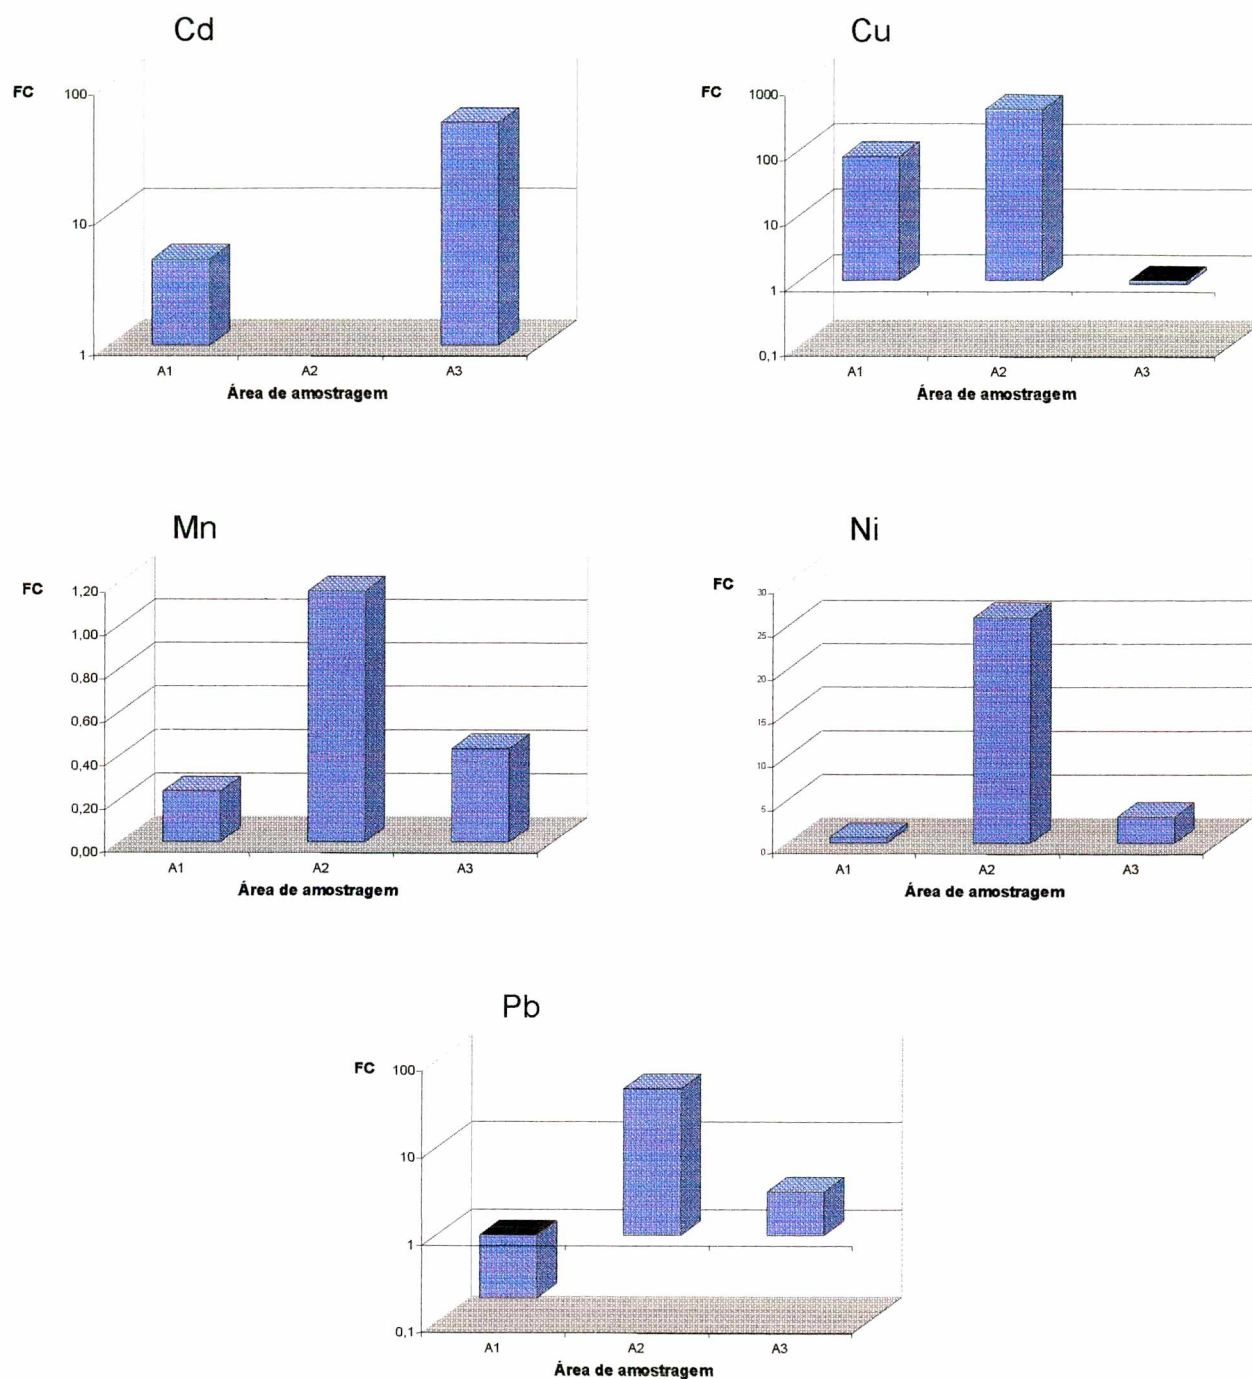 Cd
FC
100
10
1
A1 A2 A3
Área de amostragem
Cu
FC
1000
100
10
1
0,1
A1 A2 A3
Área de amostragem
Mn
FC
1,20
1,00
0,80
0,60
0,40
0,20
0,00
A1 A2 A3
Área de amostragem
Ni
FC
30
25
20
15
10
5
0
A1 A2 A3
Área de amostragem
Pb
FC
100
10
1
0,1
A1 A2 A3
Área de amostragem